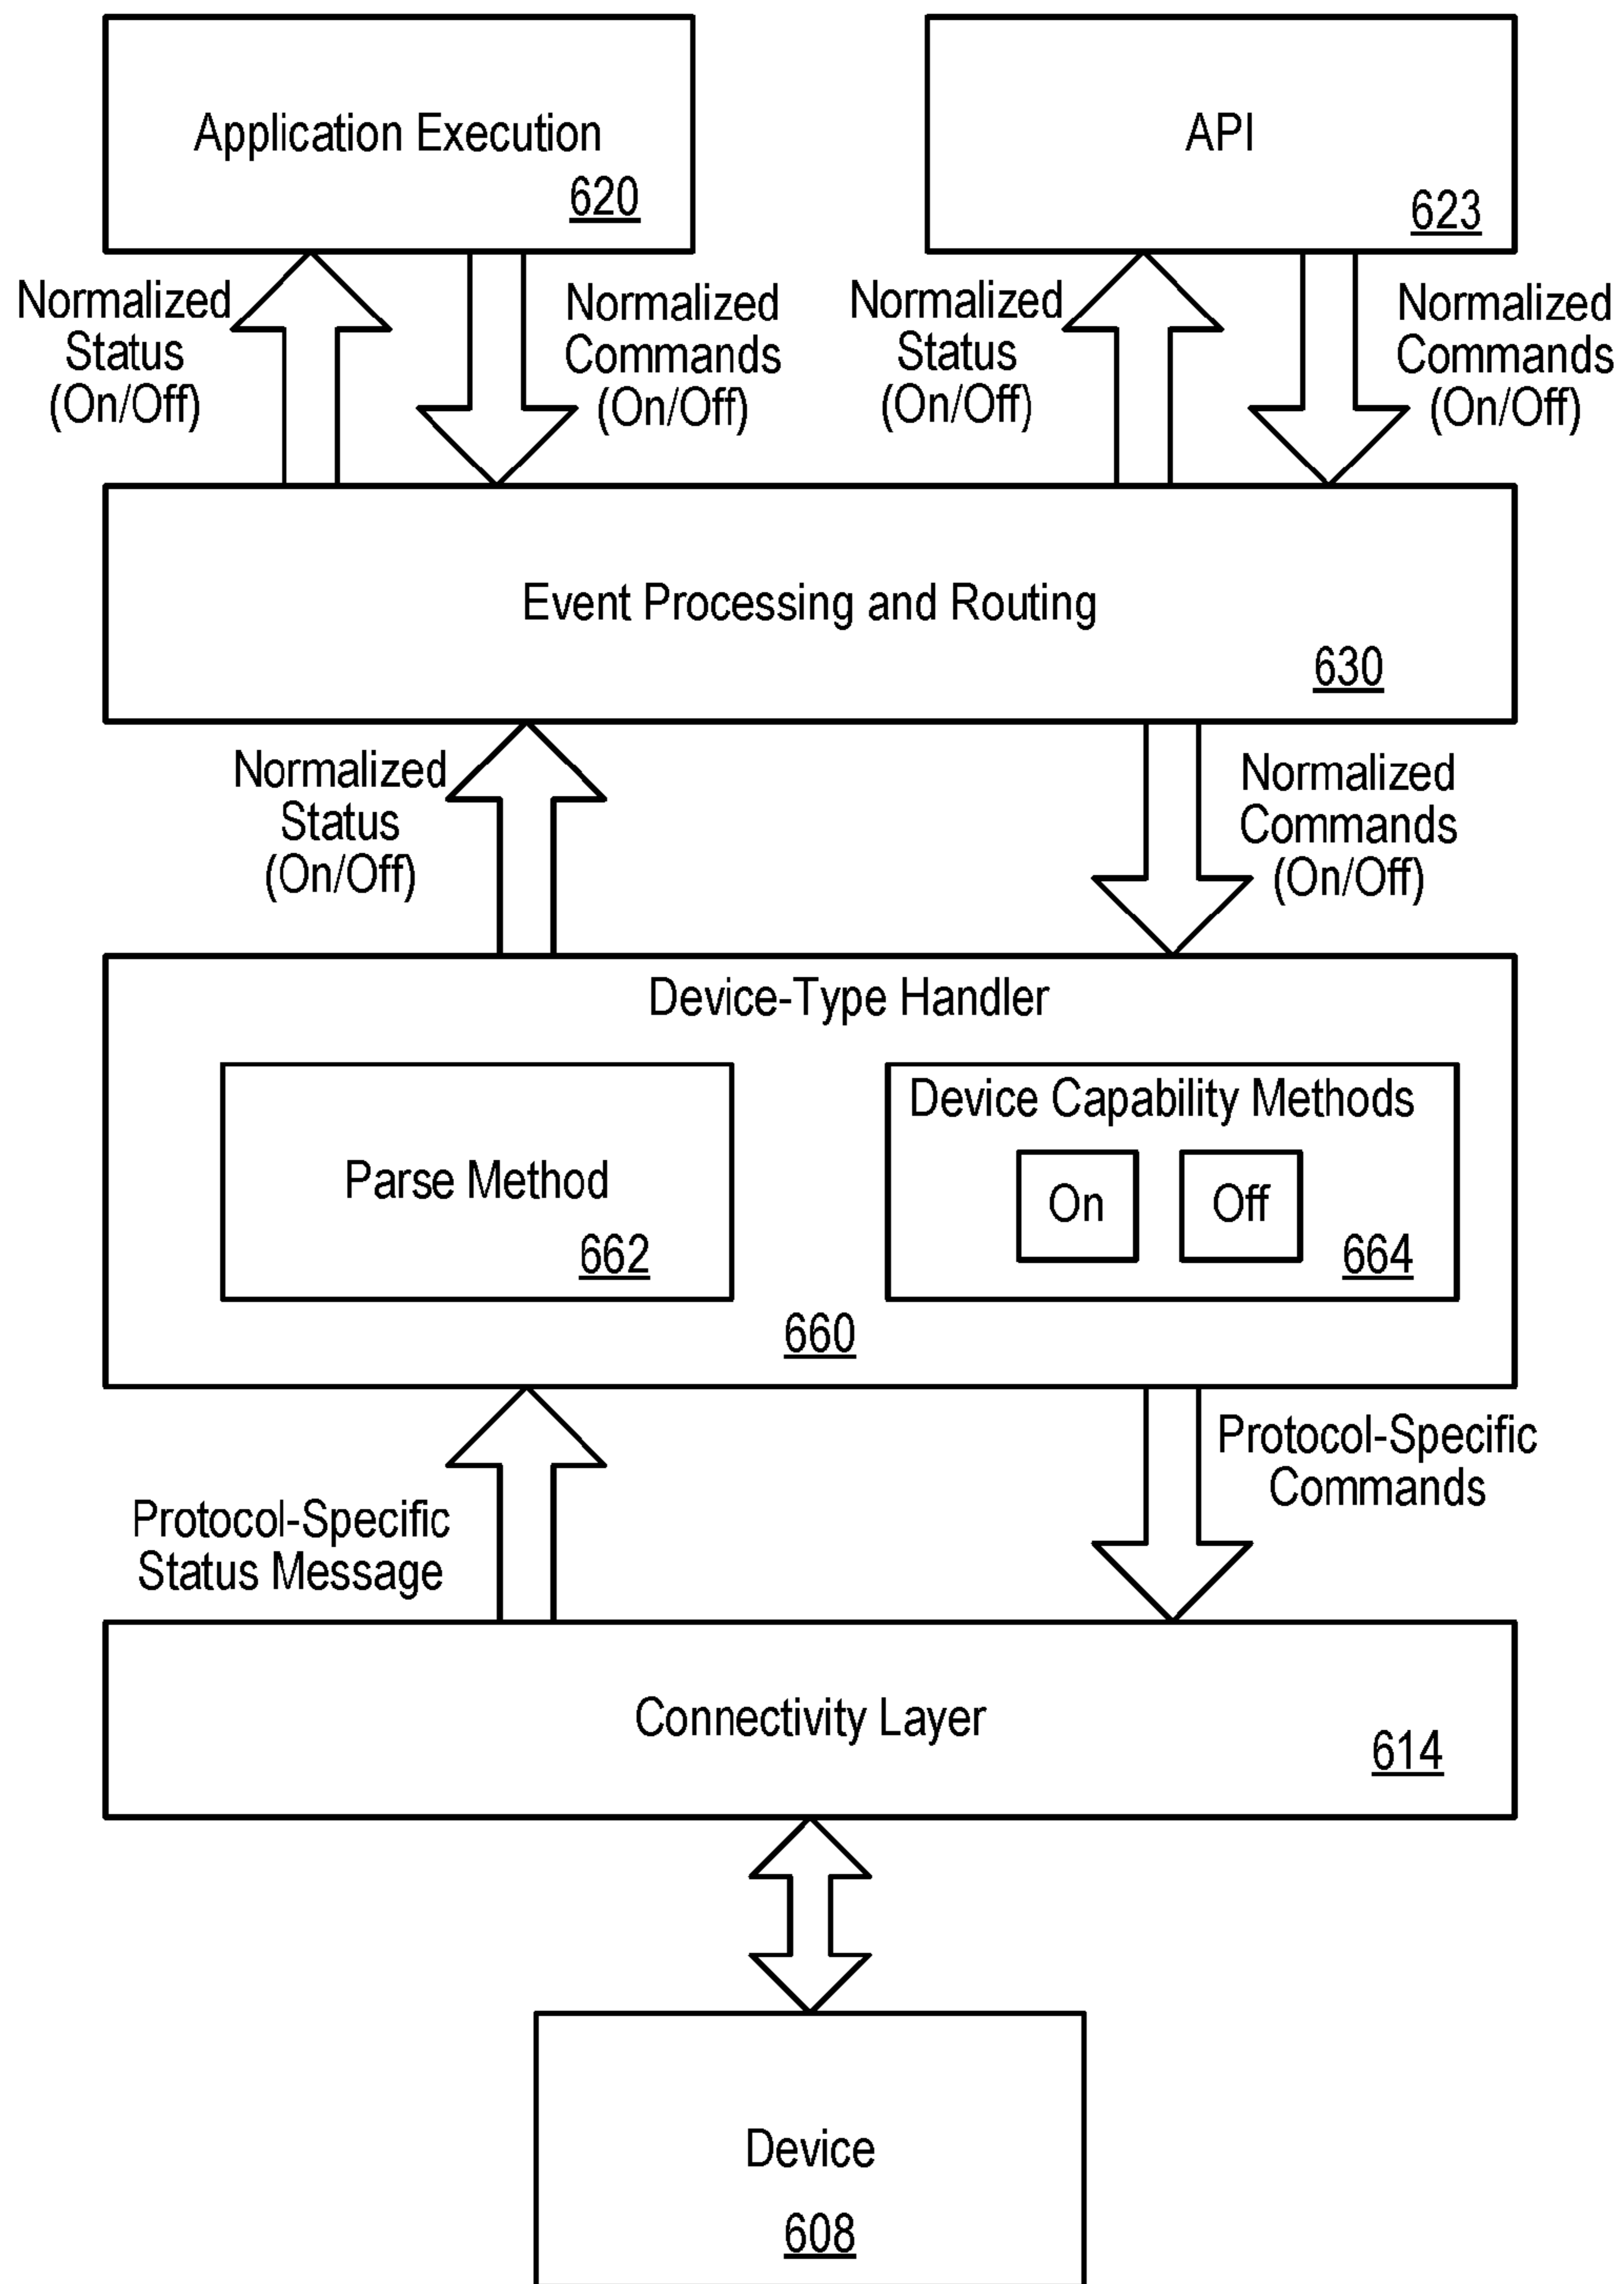 Application Execution
620
API
623
Normalized
Status
(On/Off)
Normalized
Commands
(On/Off)
Normalized
Status
(On/Off)
Normalized
Commands
(On/Off)
Event Processing and Routing
630
Normalized
Status
(On/Off)
Normalized
Commands
(On/Off)
Device-Type Handler
Parse Method
662
Device Capability Methods
On
Off
664
660
Protocol-Specific
Status Message
Protocol-Specific
Commands
Connectivity Layer
614
Device
608